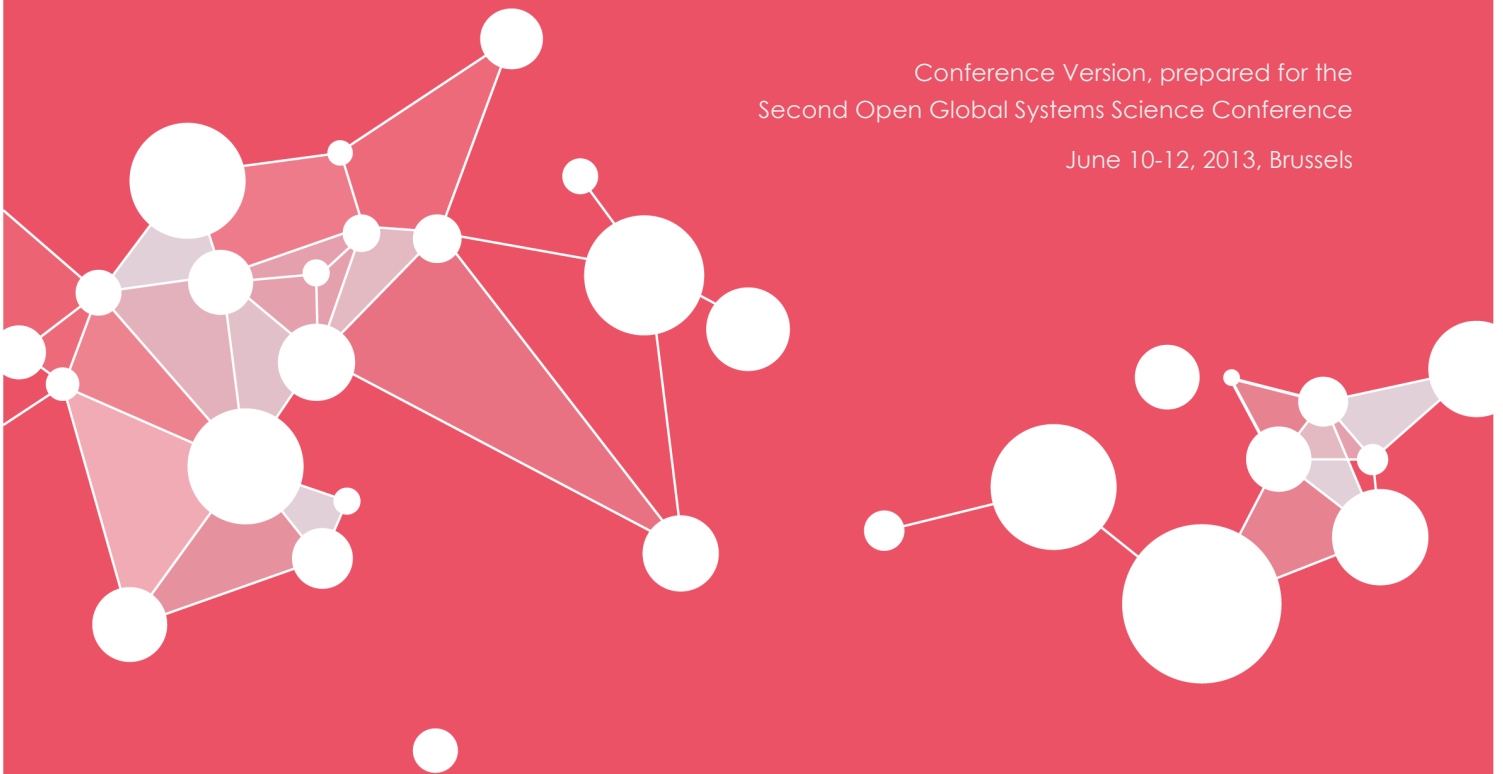 Conference Version, prepared for the
Second Open Global Systems Science Conference
June 10-12, 2013, Brussels